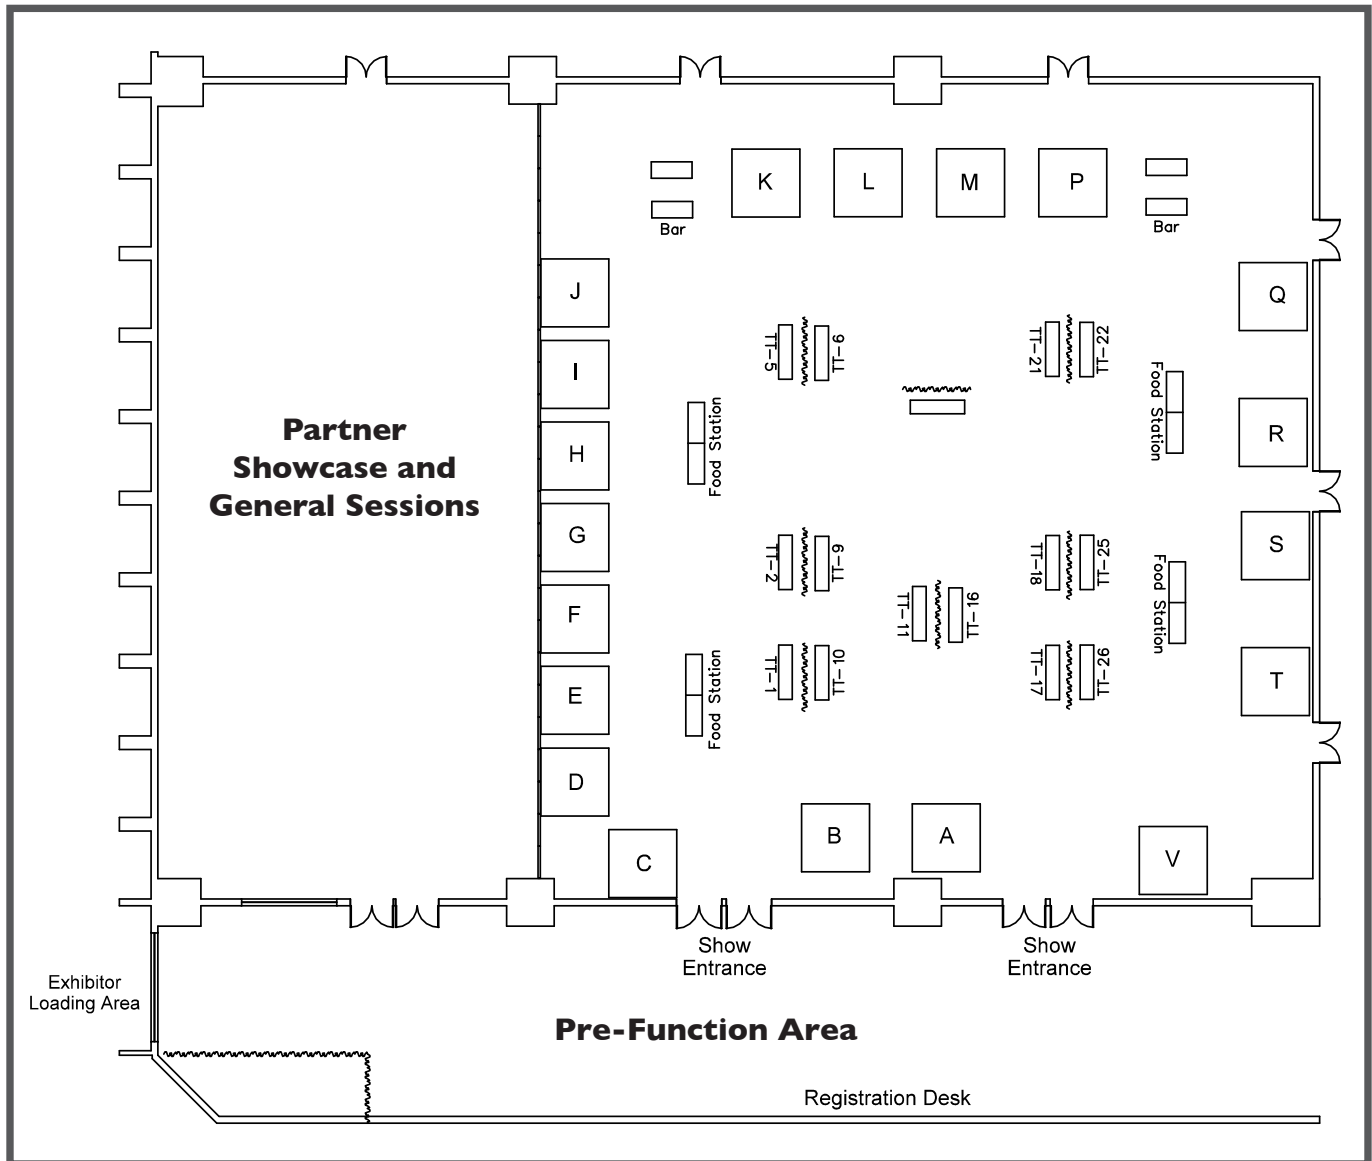 K
L
M
P
Bar
Bar
J
Q
I
TT-5
TT-6
TT-21
TT-22
Food Station
Food Station
R
Partner
Showcase and
General Sessions
H
G
S
TT-2
TT-9
TT-18
TT-25
Food Station
F
TT-11
TT-16
E
TT-1
TT-10
TT-17
TT-26
T
Food Station
D
B
A
C
V
Show
Entrance
Show
Entrance
Exhibitor
Loading Area
Pre-Function Area
Registration Desk